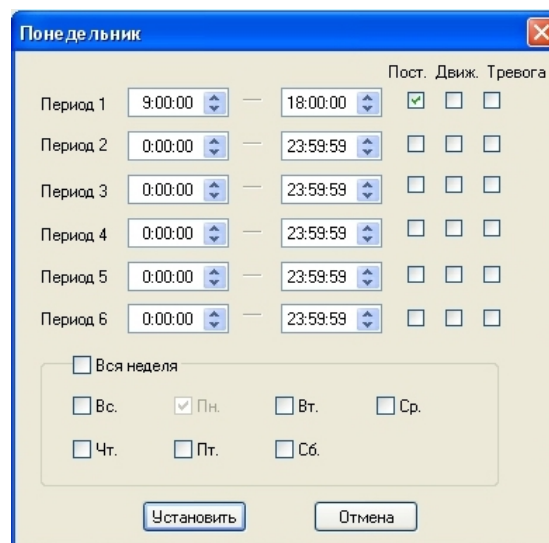 Понедельник
Пост. Движ. Тревога
Период 1 9:00:00 — 18:00:00
Период 2 0:00:00 — 23:59:59
Период 3 0:00:00 — 23:59:59
Период 4 0:00:00 — 23:59:59
Период 5 0:00:00 — 23:59:59
Период 6 0:00:00 — 23:59:59
Вся неделя
Вс. Пн. Вт. Ср.
Чт. Пт. Сб.
Установить Отмена